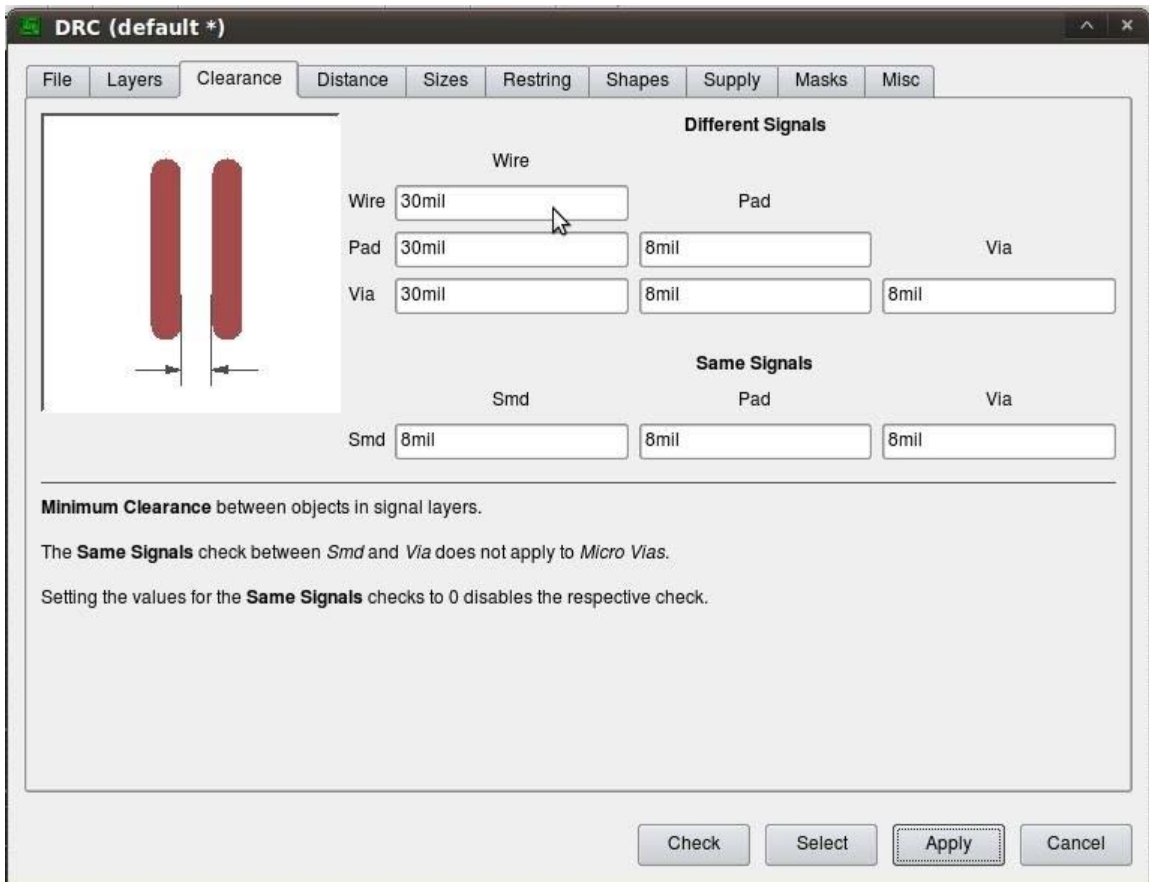 DRC (default *)
File Layers Clearance Distance Sizes Restring Shapes Supply Masks Misc
Different Signals
Wire
Wire 30mil Pad
Pad 30mil 8mil Via
Via 30mil 8mil 8mil
Same Signals
Smd Pad Via
Smd 8mil 8mil 8mil
Minimum Clearance between objects in signal layers.
The Same Signals check between Smd and Via does not apply to Micro Vias.
Setting the values for the Same Signals checks to 0 disables the respective check.
Check Select Apply Cancel